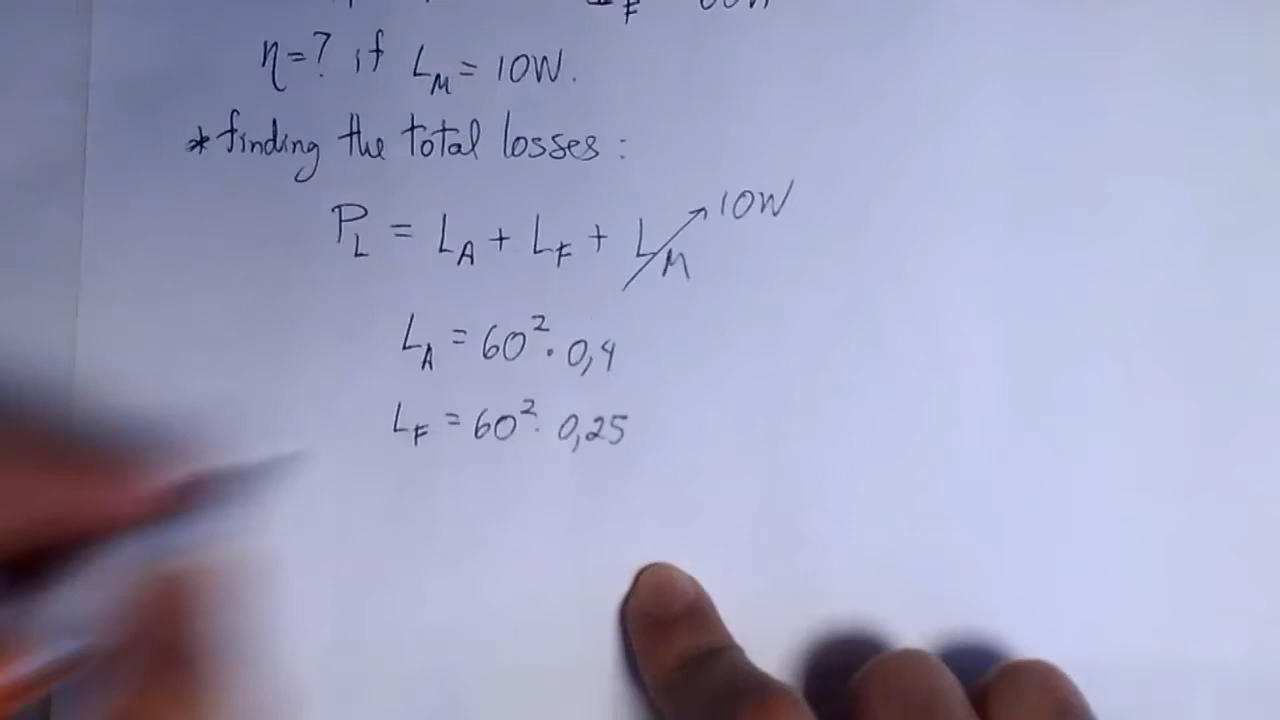 η=? if L_M = 10W.
* finding the total losses :
P_L = L_A + L_F + L_M 10W
L_A = 60² · 0,4
L_F = 60² · 0,25